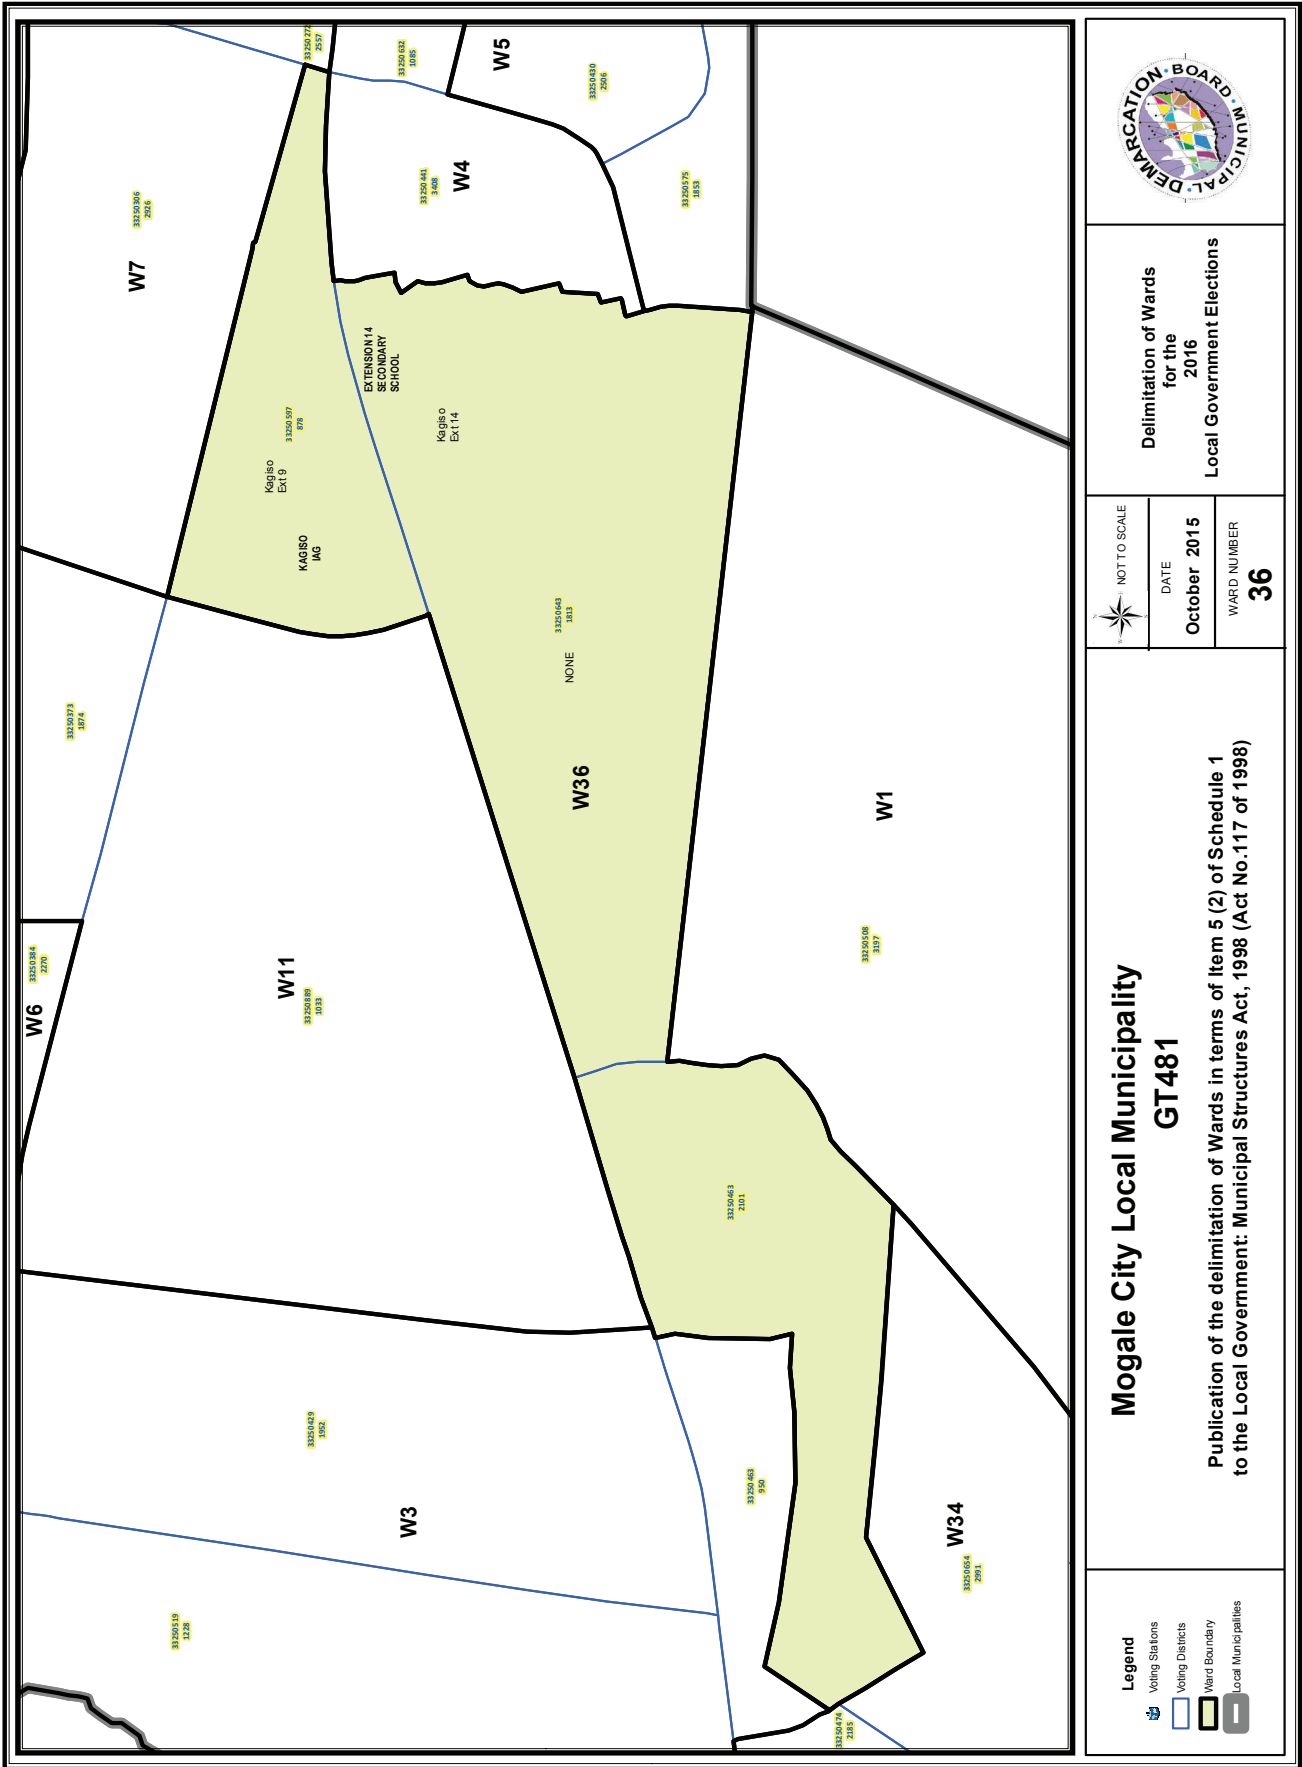 W3
W11
W6
W7
W4
W5
W36
W1
W34
33250519
1228
33250429
1952
33250889
1033
33250384
2270
33250373
1874
33250306
2926
33250272
2557
33250632
1085
33250441
3408
33250430
2506
33250575
1853
33250597
878
Kagiso
Ext 9
KAGISO
IAG
EXTENSION 14
SECONDARY
SCHOOL
Kagiso
Ext 14
33250643
1813
NONE
33250508
3197
33250463
2101
33250463
950
33250654
2991
33250474
2185
Legend
Voting Stations
Voting Districts
Ward Boundary
Local Municipalities
Mogale City Local Municipality
GT481
Publication of the delimitation of Wards in terms of Item 5 (2) of Schedule 1
to the Local Government: Municipal Structures Act, 1998 (Act No.117 of 1998)
NOT TO SCALE
DATE
October 2015
WARD NUMBER
36
Delimitation of Wards
for the
2016
Local Government Elections
MUNICIPAL DEMARCATION BOARD